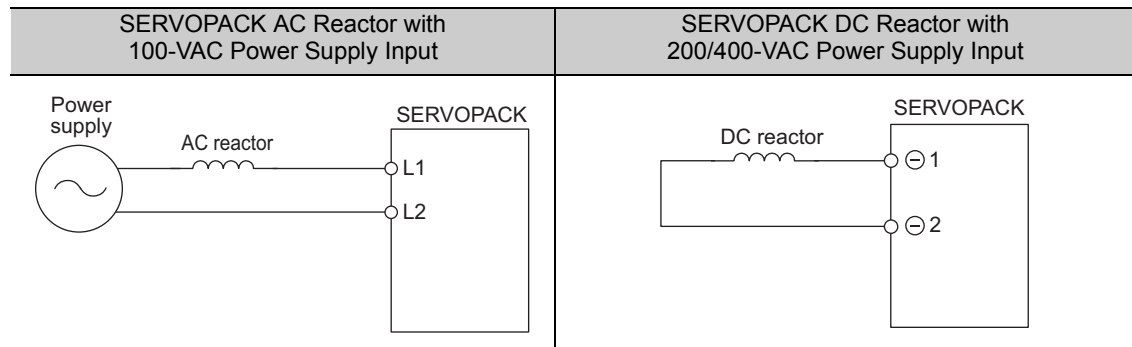 SERVOPACK AC Reactor with
100-VAC Power Supply Input
SERVOPACK DC Reactor with
200/400-VAC Power Supply Input
Power
supply
AC reactor
SERVOPACK
L1
L2
DC reactor
SERVOPACK
⊖ 1
⊖ 2